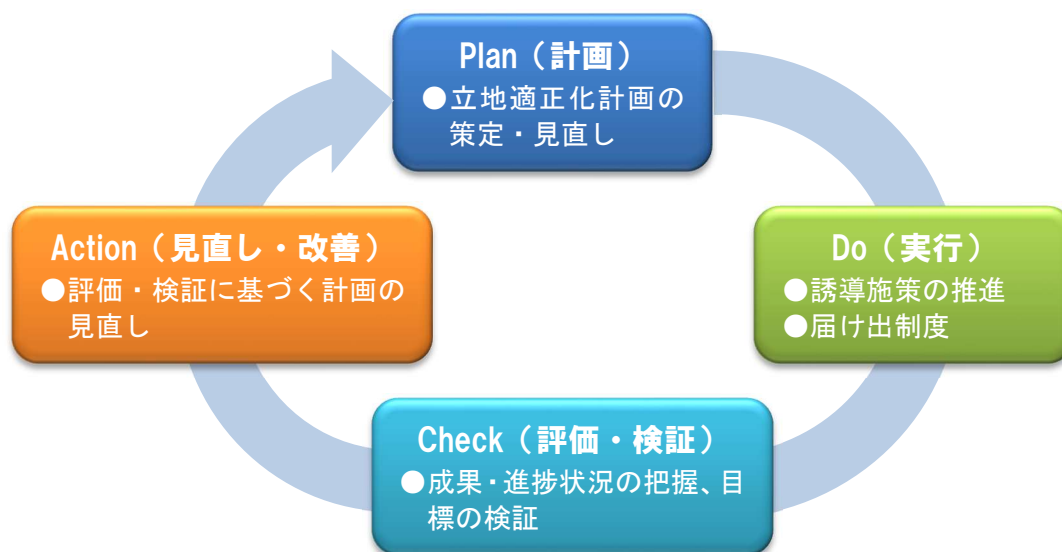 Plan（計画）
●立地適正化計画の
策定・見直し
Do（実行）
●誘導施策の推進
●届け出制度
Check（評価・検証）
●成果・進捗状況の把握、目
標の検証
Action（見直し・改善）
●評価・検証に基づく計画の
見直し